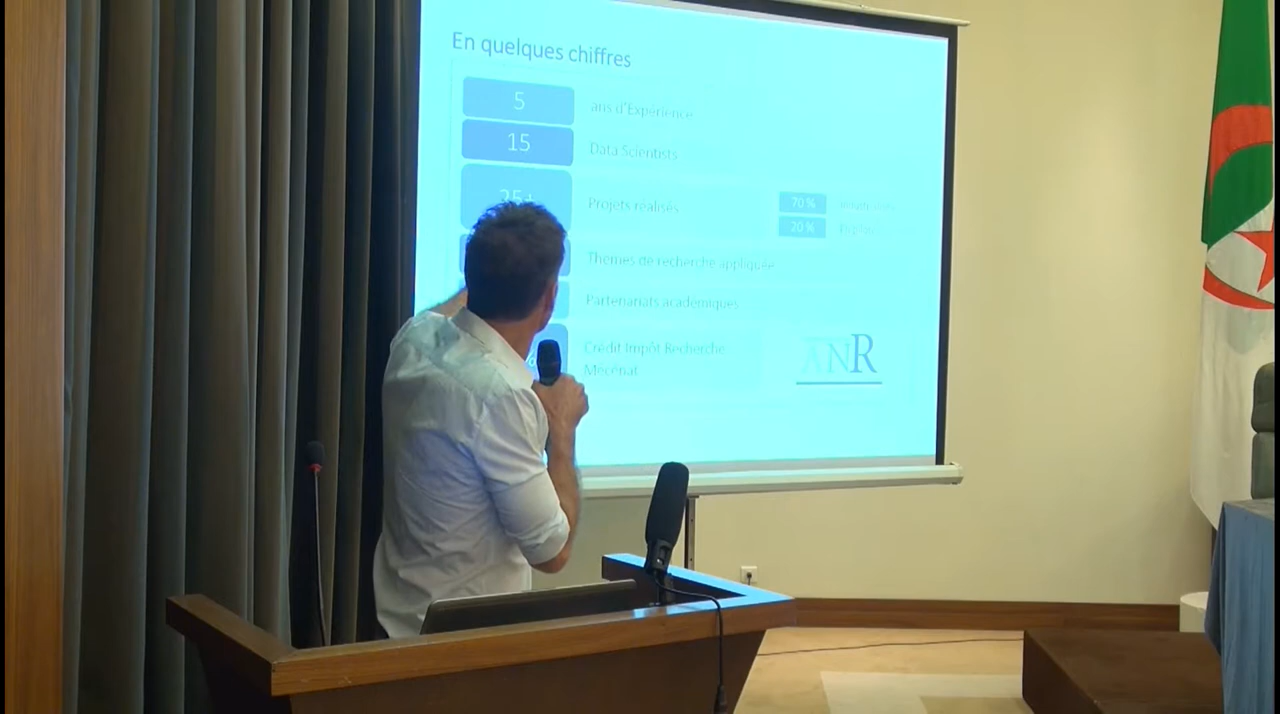 En quelques chiffres
5 ans d'Expérience
15 Data Scientists
Projets réalisés
70 %
20 %
Thèmes de recherche appliquée
Partenariats académiques
Crédit Impôt Recherche
Mécénat
ANR